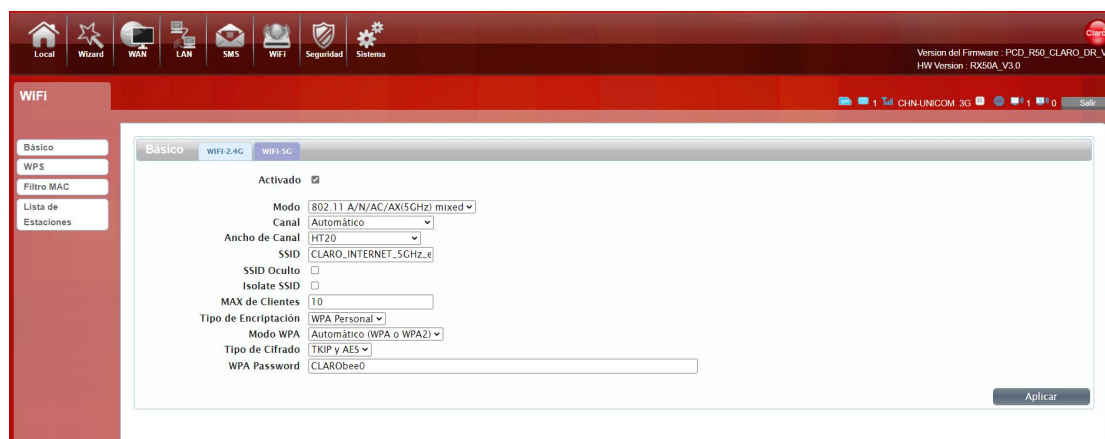 Local Wizard WAN LAN SMS WiFi Seguridad Sistema
Claro
Version del Firmware : PCD_R50_CLARO_DR_V
HW Version : RX50A_V3.0
WiFi
1 CHN-UNICOM 3G R 1 0 Salir
Básico
WPS
Filtro MAC
Lista de
Estaciones
Básico WIFI-2.4G WIFI-5G
Activado
Modo 802.11 A/N/AC/AX(5GHz) mixed
Canal Automático
Ancho de Canal HT20
SSID CLARO_INTERNET_5GHz_e
SSID Oculto
Isolate SSID
MAX de Clientes 10
Tipo de Encriptación WPA Personal
Modo WPA Automático (WPA o WPA2)
Tipo de Cifrado TKIP y AES
WPA Password CLARObee0
Aplicar